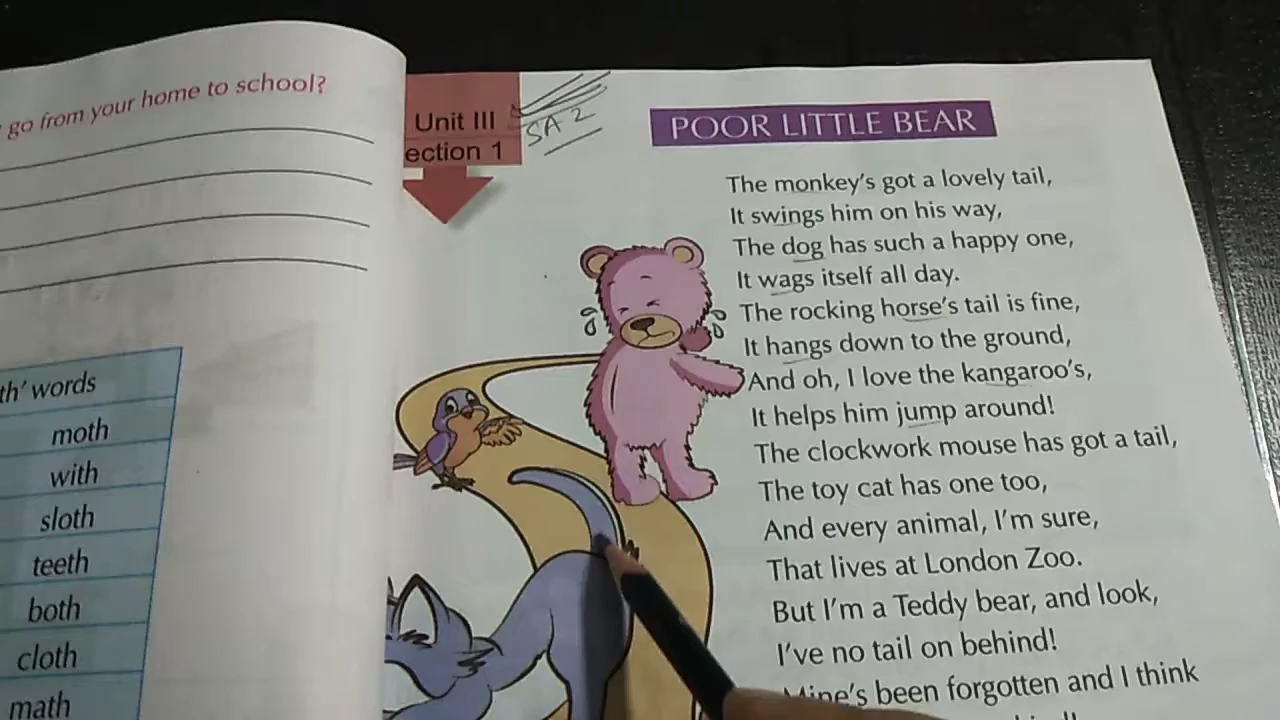 go from your home to school?
th' words
moth
with
sloth
teeth
both
cloth
math
Unit III
ection 1
SA 2
POOR LITTLE BEAR
The monkey's got a lovely tail,
It swings him on his way,
The dog has such a happy one,
It wags itself all day.
The rocking horse's tail is fine,
It hangs down to the ground,
And oh, I love the kangaroo's,
It helps him jump around!
The clockwork mouse has got a tail,
The toy cat has one too,
And every animal, I'm sure,
That lives at London Zoo.
But I'm a Teddy bear, and look,
I've no tail on behind!
Mine's been forgotten and I think